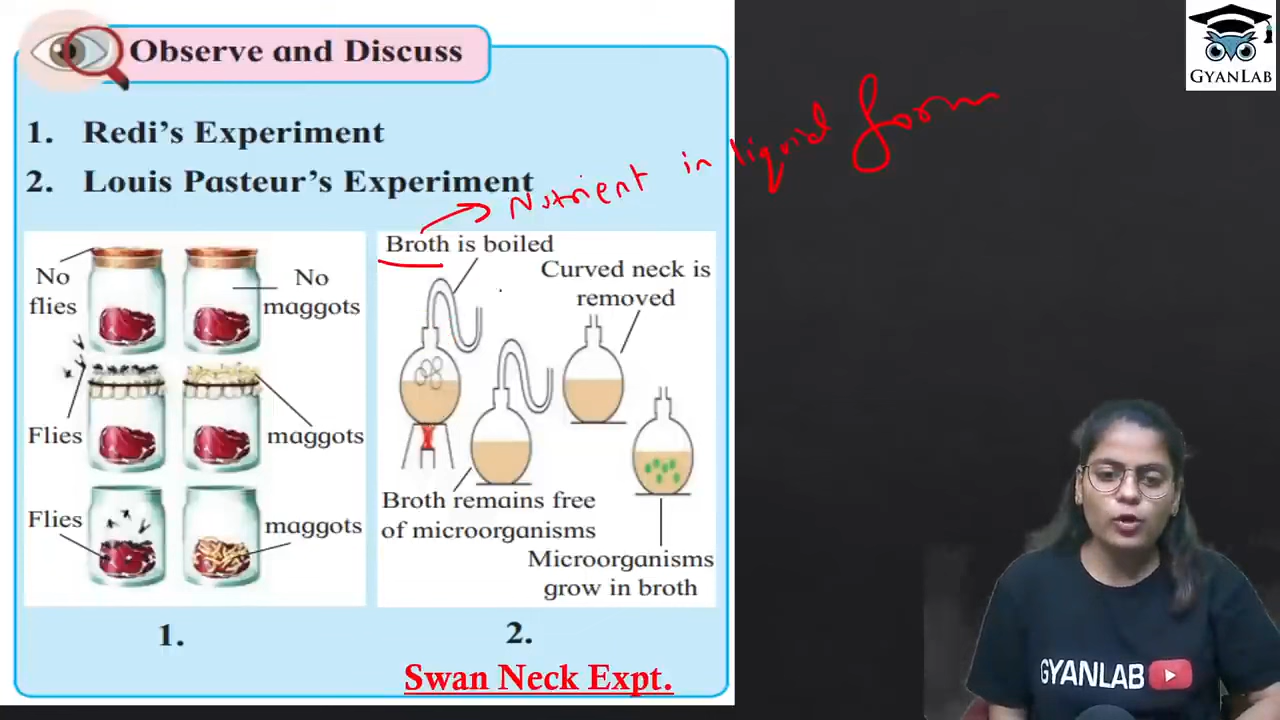 Observe and Discuss
1. Redi's Experiment
2. Louis Pasteur's Experiment
Nutrient in liquid form
No flies
No maggots
Flies
maggots
Flies
maggots
1.
Broth is boiled
Curved neck is
removed
Broth remains free
of microorganisms
Microorganisms
grow in broth
2.
Swan Neck Expt.
GYANLAB
GYANLAB